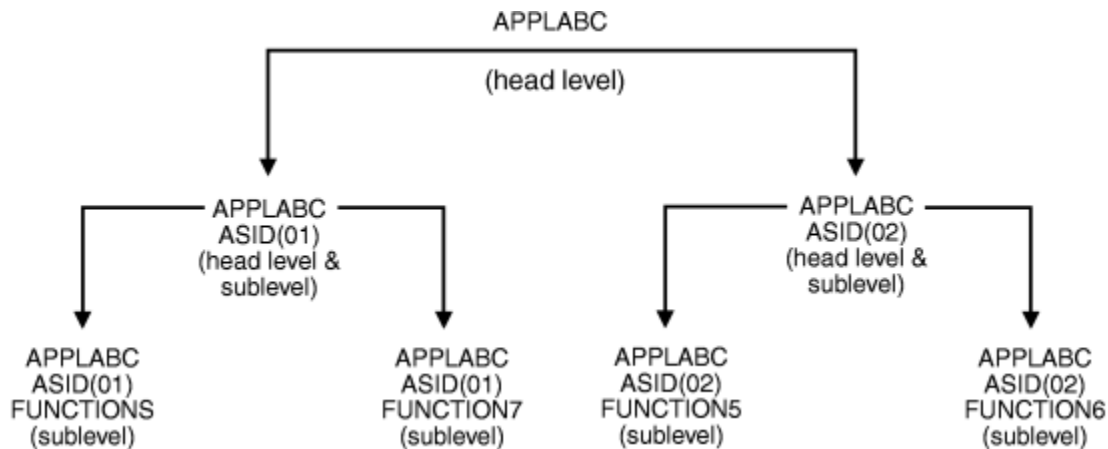 APPLABC
(head level)
APPLABC
ASID(01)
(head level &
sublevel)
APPLABC
ASID(02)
(head level &
sublevel)
APPLABC
ASID(01)
FUNCTIONS
(sublevel)
APPLABC
ASID(01)
FUNCTION7
(sublevel)
APPLABC
ASID(02)
FUNCTION5
(sublevel)
APPLABC
ASID(02)
FUNCTION6
(sublevel)